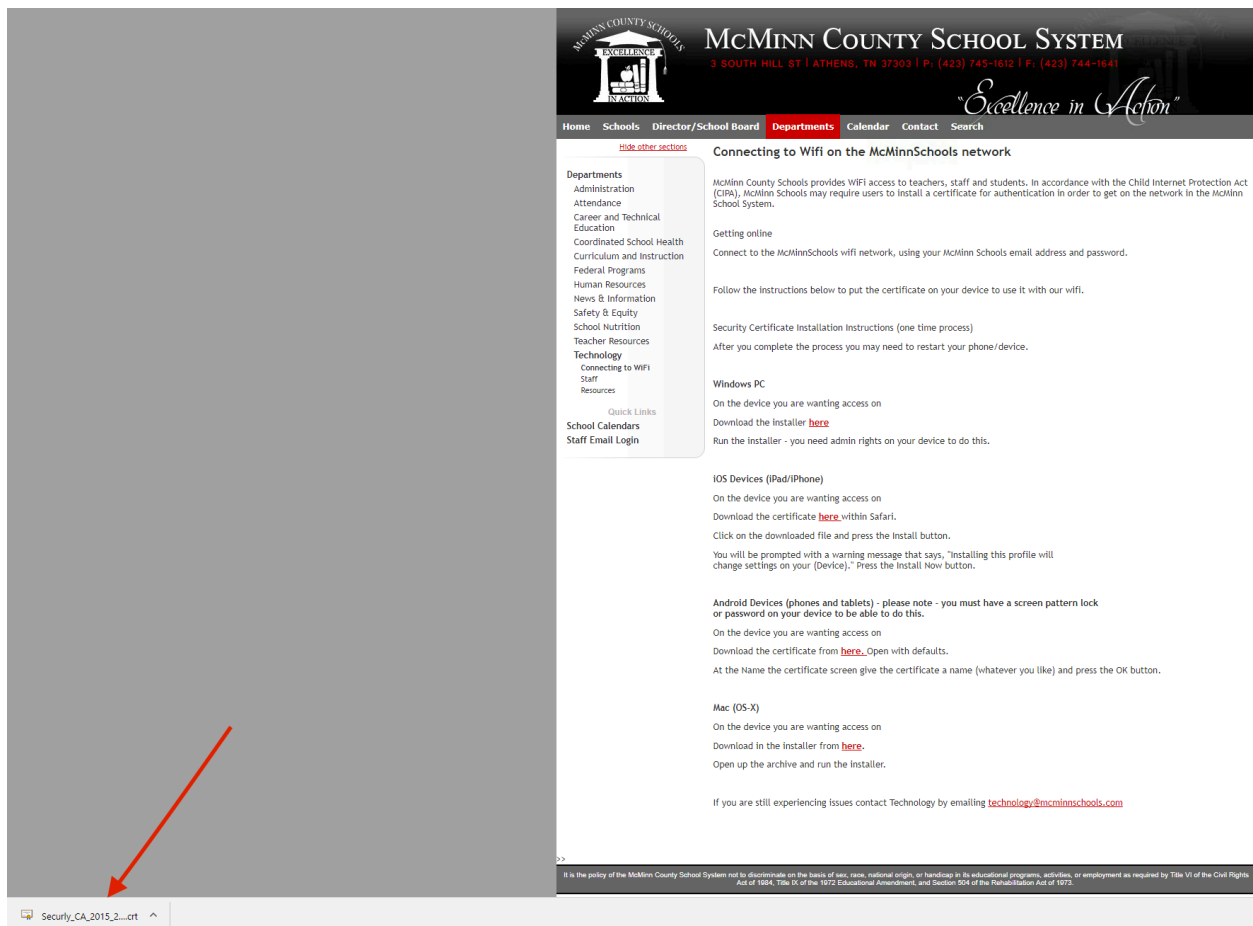 McMINN COUNTY SCHOOLS
EXCELLENCE
IN ACTION
McMinn County School System
3 SOUTH HILL ST | ATHENS, TN 37303 | P: (423) 745-1612 | F: (423) 744-1641
"Excellence in Action"
Home Schools Director/School Board Departments Calendar Contact Search
Hide other sections
Departments
Administration
Attendance
Career and Technical
Education
Coordinated School Health
Curriculum and Instruction
Federal Programs
Human Resources
News & Information
Safety & Equity
School Nutrition
Teacher Resources
Technology
Connecting to WiFi
Staff
Resources
Quick Links
School Calendars
Staff Email Login
Connecting to Wifi on the McMinnSchools network
McMinn County Schools provides WiFi access to teachers, staff and students. In accordance with the Child Internet Protection Act
(CIPA), McMinn Schools may require users to install a certificate for authentication in order to get on the network in the McMinn
School System.
Getting online
Connect to the McMinnSchools wifi network, using your McMinn Schools email address and password.
Follow the instructions below to put the certificate on your device to use it with our wifi.
Security Certificate Installation Instructions (one time process)
After you complete the process you may need to restart your phone/device.
Windows PC
On the device you are wanting access on
Download the installer here
Run the installer - you need admin rights on your device to do this.
iOS Devices (iPad/iPhone)
On the device you are wanting access on
Download the certificate here within Safari.
Click on the downloaded file and press the Install button.
You will be prompted with a warning message that says, "Installing this profile will
change settings on your (Device)." Press the Install Now button.
Android Devices (phones and tablets) - please note - you must have a screen pattern lock
or password on your device to be able to do this.
On the device you are wanting access on
Download the certificate from here. Open with defaults.
At the Name the certificate screen give the certificate a name (whatever you like) and press the OK button.
Mac (OS-X)
On the device you are wanting access on
Download in the installer from here.
Open up the archive and run the installer.
If you are still experiencing issues contact Technology by emailing technology@mcminnschools.com
>>
It is the policy of the McMinn County School System not to discriminate on the basis of sex, race, national origin, or handicap in its educational programs, activities, or employment as required by Title VI of the Civil Rights
Act of 1984, Title IX of the 1972 Educational Amendment, and Section 504 of the Rehabilitation Act of 1973.
Securly_CA_2015_2....crt